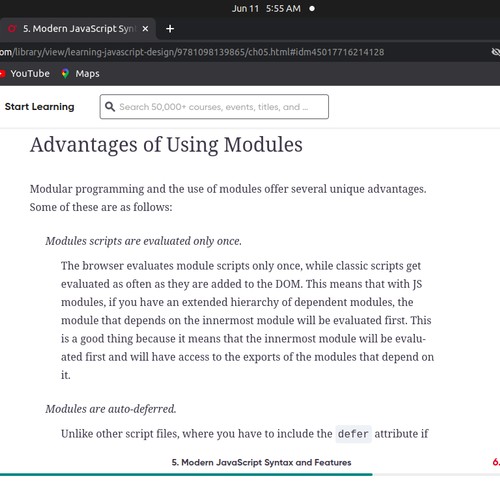 Jun 11 5:55 AM
5. Modern JavaScript Synt
om/library/view/learning-javascript-design/9781098139865/ch05.html#idm45017716214128
YouTube Maps
Start Learning
Search 50,000+ courses, events, titles, and ...
Advantages of Using Modules
Modular programming and the use of modules offer several unique advantages.
Some of these are as follows:
Modules scripts are evaluated only once.
The browser evaluates module scripts only once, while classic scripts get
evaluated as often as they are added to the DOM. This means that with JS
modules, if you have an extended hierarchy of dependent modules, the
module that depends on the innermost module will be evaluated first. This
is a good thing because it means that the innermost module will be evalu-
ated first and will have access to the exports of the modules that depend on
it.
Modules are auto-deferred.
Unlike other script files, where you have to include the defer attribute if
5. Modern JavaScript Syntax and Features
6.